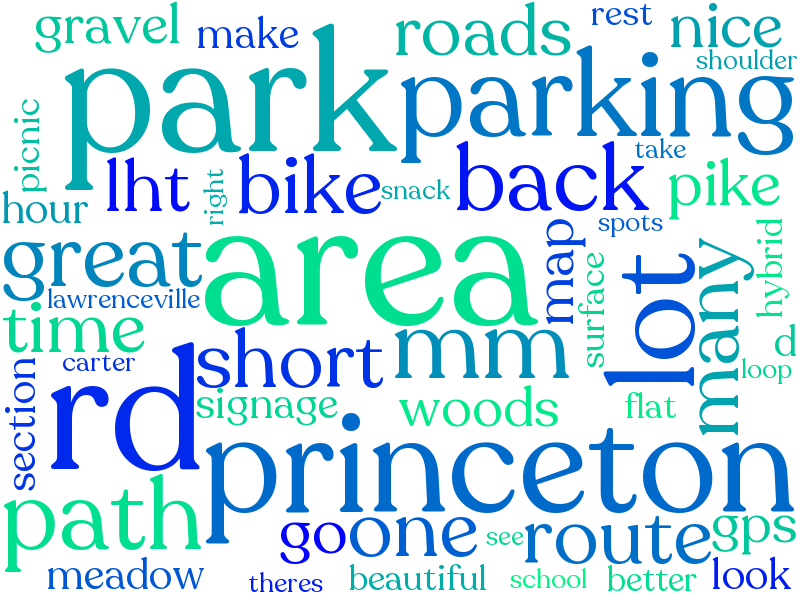 gravel make roads rest nice
shoulder
park parking
picnic
take
lht bike snack back pike
hour right spots
great area map hybrid
lawrenceville surface lot many
time
carter short mm d
loop
section rd signage woods flat
princeton
path go one see route gps
meadow theres beautiful school better look